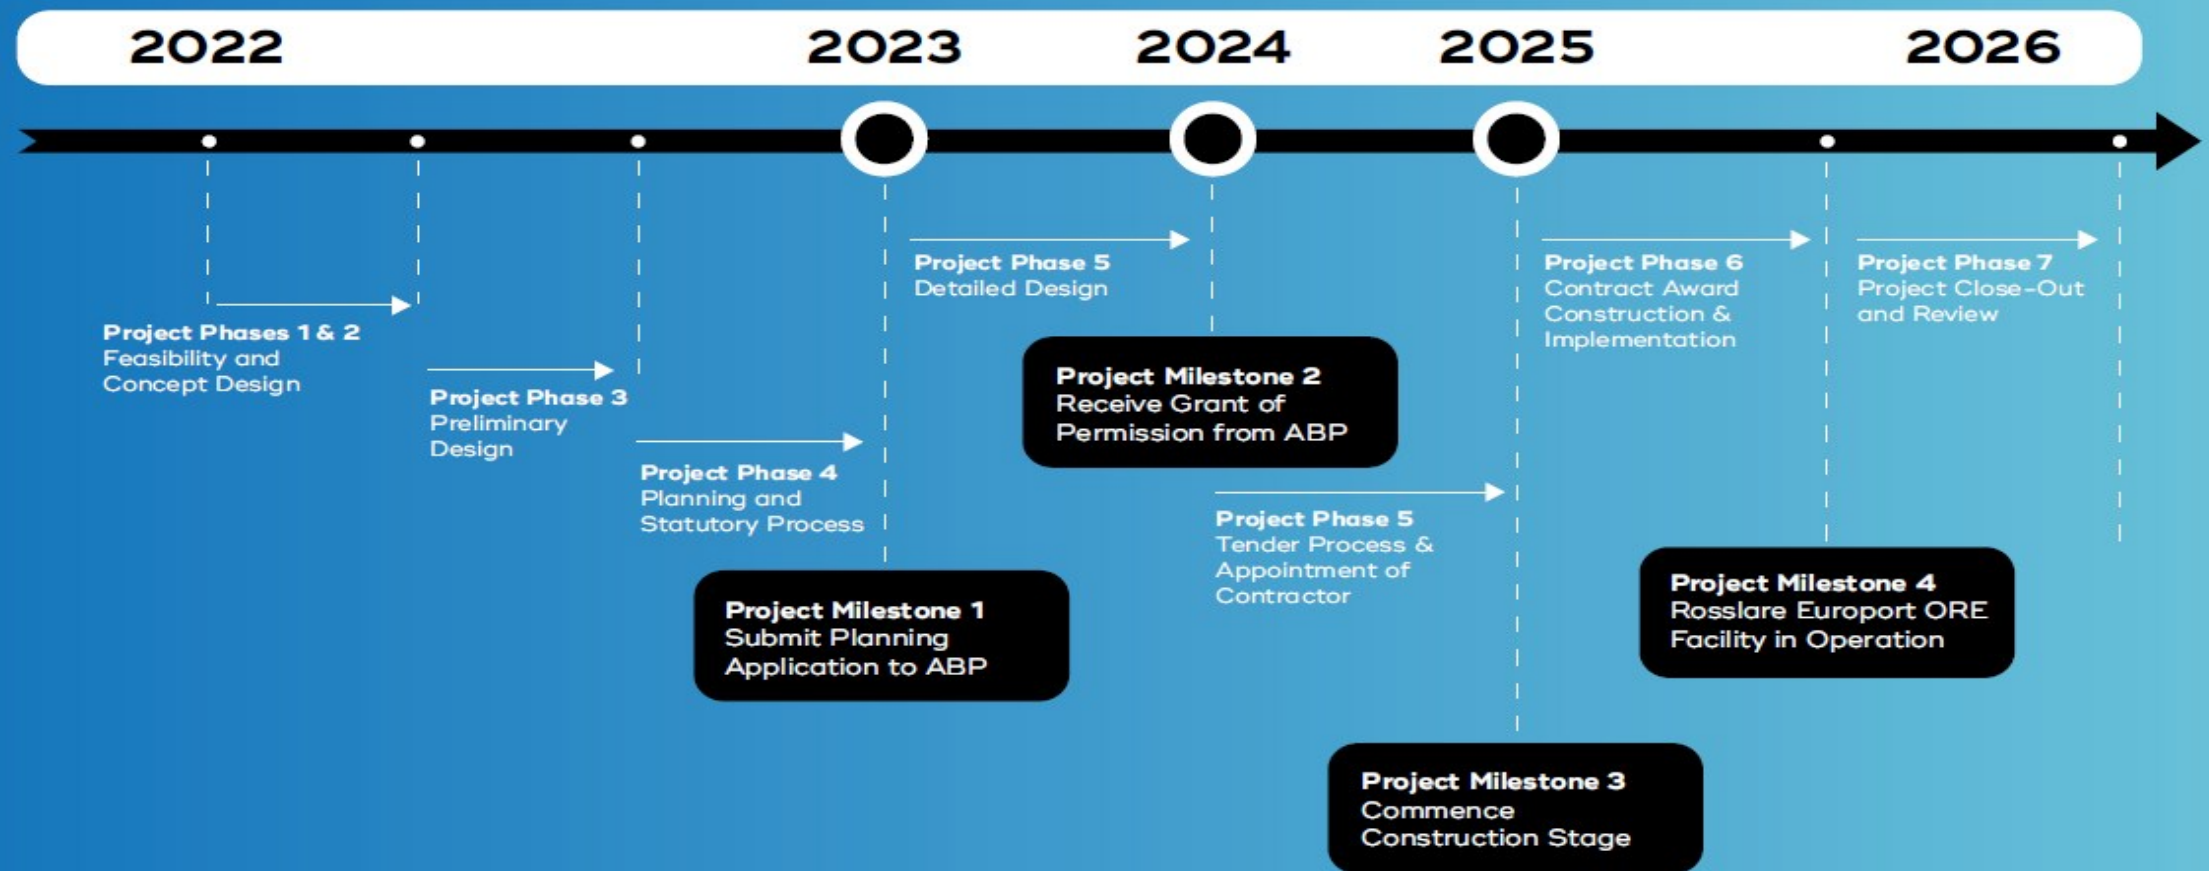 2022
2023
2024
2025
2026
Project Phases 1 & 2
Feasibility and
Concept Design
Project Phase 3
Preliminary
Design
Project Phase 4
Planning and
Statutory Process
Project Milestone 1
Submit Planning
Application to ABP
Project Phase 5
Detailed Design
Project Milestone 2
Receive Grant of
Permission from ABP
Project Phase 5
Tender Process &
Appointment of
Contractor
Project Milestone 3
Commence
Construction Stage
Project Phase 6
Contract Award
Construction &
Implementation
Project Milestone 4
Rosslare Europort ORE
Facility in Operation
Project Phase 7
Project Close-Out
and Review